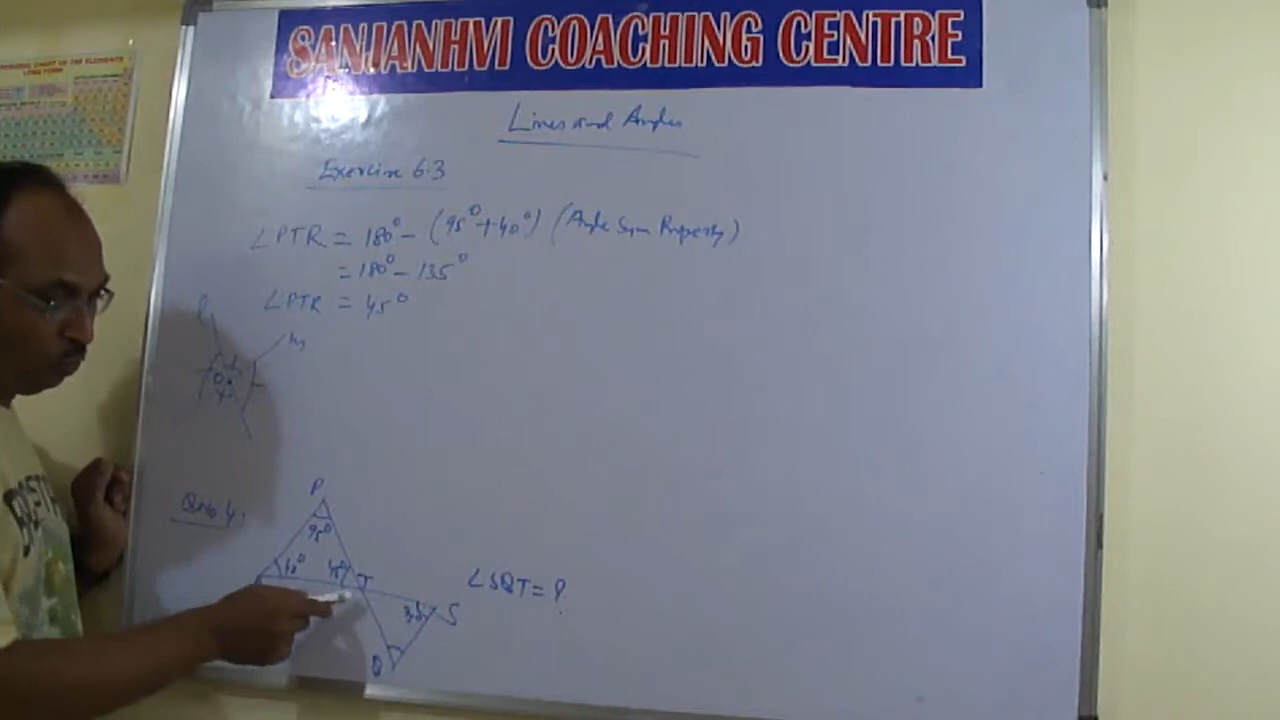 SANJANHVI COACHING CENTRE
Lines and Angles
Exercise 6.3
∠PTR = 180° - (95° + 40°) (Angle Sum Property)
= 180° - 135°
∠PTR = 45°
m
Qno 4.
P
95°
40° 45° T
S
Q
∠SQT = ?